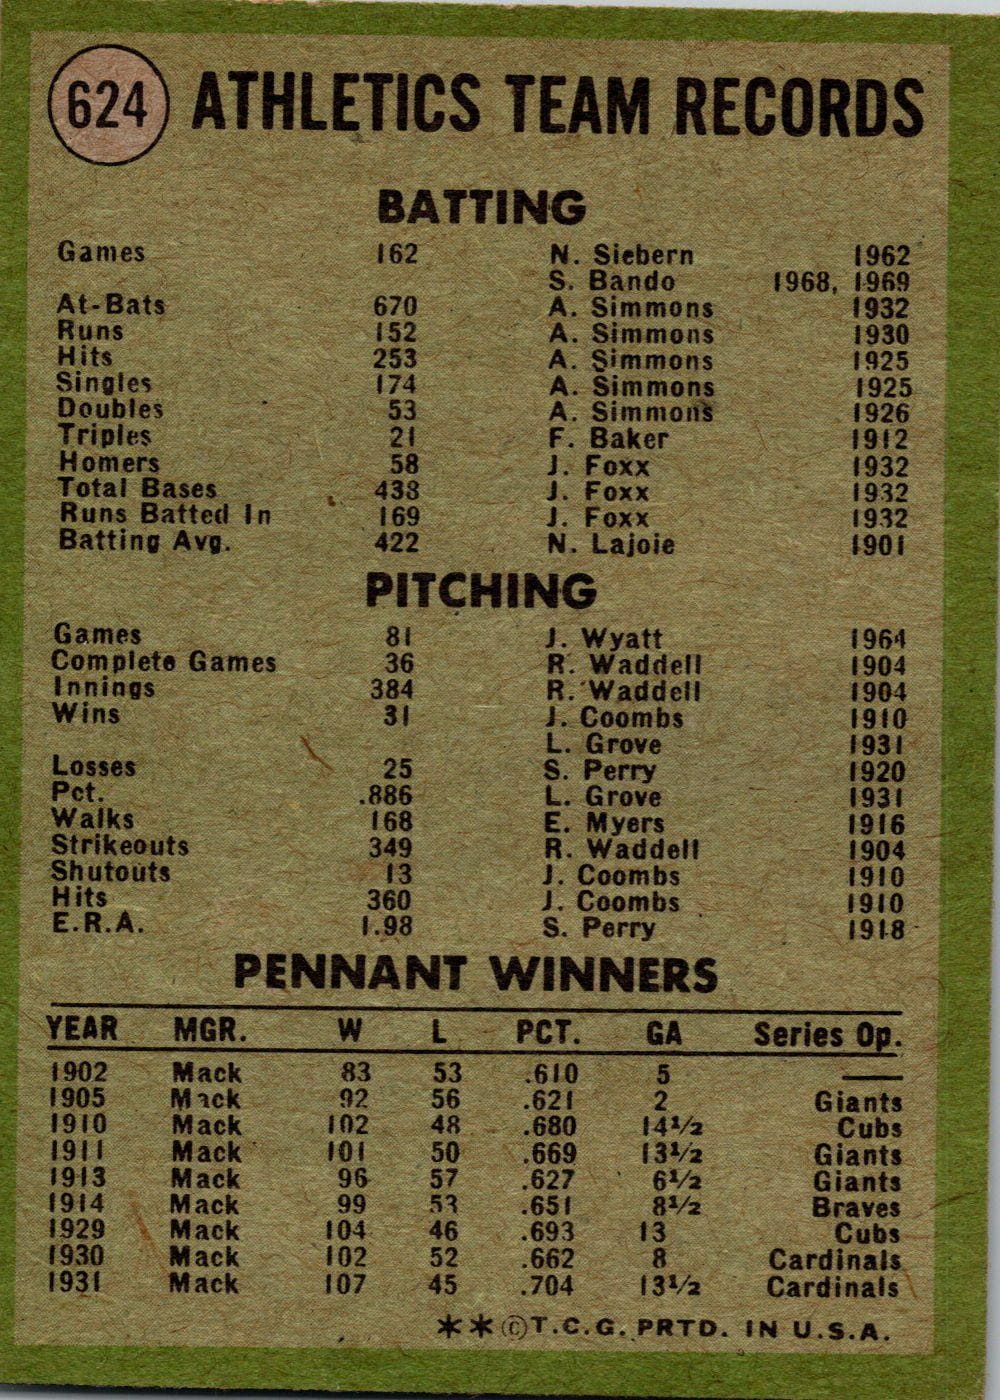 624 ATHLETICS TEAM RECORDS
BATTING
Games 162 N. Siebern 1962
S. Bando 1968, 1969
At-Bats 670 A. Simmons 1932
Runs 152 A. Simmons 1930
Hits 253 A. Simmons 1925
Singles 174 A. Simmons 1925
Doubles 53 A. Simmons 1926
Triples 21 F. Baker 1912
Homers 58 J. Foxx 1932
Total Bases 438 J. Foxx 1932
Runs Batted In 169 J. Foxx 1932
Batting Avg. 422 N. Lajoie 1901
PITCHING
Games 81 J. Wyatt 1964
Complete Games 36 R. Waddell 1904
Innings 384 R. Waddell 1904
Wins 31 J. Coombs 1910
L. Grove 1931
Losses 25 S. Perry 1920
Pct. .886 L. Grove 1931
Walks 168 E. Myers 1916
Strikeouts 349 R. Waddell 1904
Shutouts 13 J. Coombs 1910
Hits 360 J. Coombs 1910
E.R.A. 1.98 S. Perry 1918
PENNANT WINNERS
YEAR MGR. W L PCT. GA Series Op.
1902 Mack 83 53 .610 5 ——
1905 Mack 92 56 .621 2 Giants
1910 Mack 102 48 .680 14½ Cubs
1911 Mack 101 50 .669 13½ Giants
1913 Mack 96 57 .627 6½ Giants
1914 Mack 99 53 .651 8½ Braves
1929 Mack 104 46 .693 13 Cubs
1930 Mack 102 52 .662 8 Cardinals
1931 Mack 107 45 .704 13½ Cardinals
**©T.C.G. PRTD. IN U.S.A.